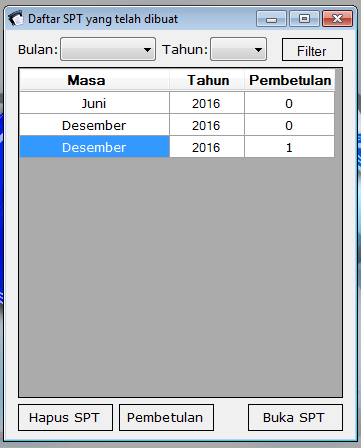 Daftar SPT yang telah dibuat
Bulan: Tahun: Filter
Masa Tahun Pembetulan
Juni 2016 0
Desember 2016 0
Desember 2016 1
Hapus SPT Pembetulan Buka SPT